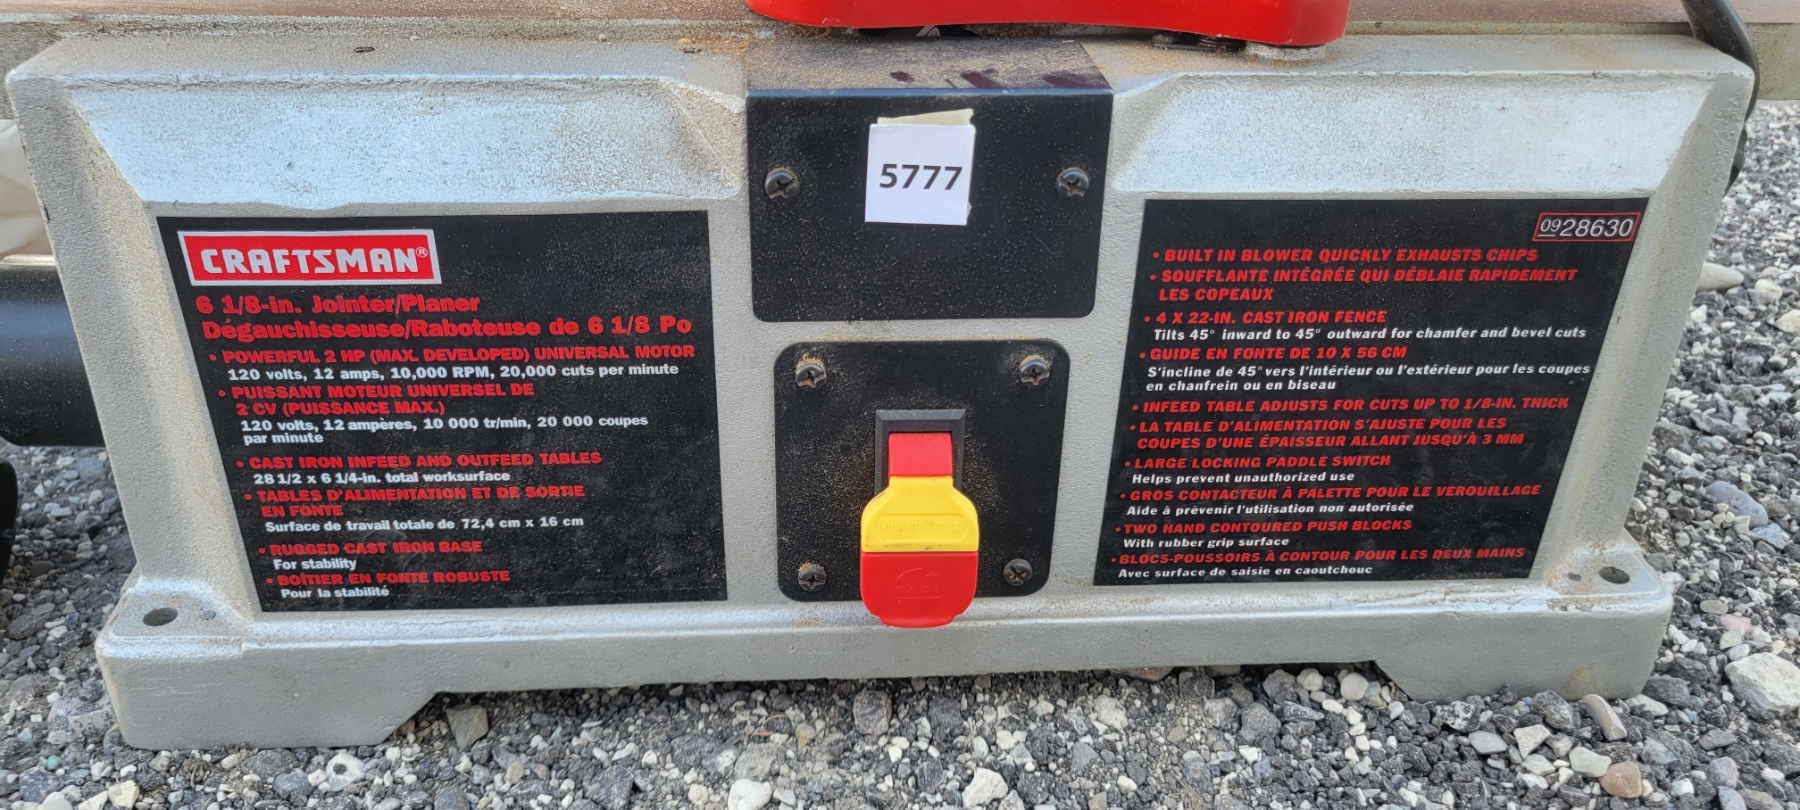 5777
CRAFTSMAN®
6 1/8-in. Jointer/Planer
Dégauchisseuse/Raboteuse de 6 1/8 Po
• POWERFUL 2 HP (MAX. DEVELOPED) UNIVERSAL MOTOR
120 volts, 12 amps, 10,000 RPM, 20,000 cuts per minute
• PUISSANT MOTEUR UNIVERSEL DE
2 CV (PUISSANCE MAX.)
120 volts, 12 ampères, 10 000 tr/min, 20 000 coupes
par minute
• CAST IRON INFEED AND OUTFEED TABLES
28 1/2 x 6 1/4-in. total worksurface
• TABLES D'ALIMENTATION ET DE SORTIE
EN FONTE
Surface de travail totale de 72,4 cm x 16 cm
• RUGGED CAST IRON BASE
For stability
• BOÎTIER EN FONTE ROBUSTE
Pour la stabilité
0928630
• BUILT IN BLOWER QUICKLY EXHAUSTS CHIPS
• SOUFFLANTE INTÉGRÉE QUI DÉBLAIE RAPIDEMENT
LES COPEAUX
• 4 X 22-IN. CAST IRON FENCE
Tilts 45° inward to 45° outward for chamfer and bevel cuts
• GUIDE EN FONTE DE 10 X 56 CM
S'incline de 45° vers l'intérieur ou l'extérieur pour les coupes
en chanfrein ou en biseau
• INFEED TABLE ADJUSTS FOR CUTS UP TO 1/8-IN. THICK
• LA TABLE D'ALIMENTATION S'AJUSTE POUR LES
COUPES D'UNE ÉPAISSEUR ALLANT JUSQU'À 3 MM
• LARGE LOCKING PADDLE SWITCH
Helps prevent unauthorized use
• GROS CONTACTEUR À PALETTE POUR LE VEROUILLAGE
Aide à prévenir l'utilisation non autorisée
• TWO HAND CONTOURED PUSH BLOCKS
With rubber grip surface
• BLOCS-POUSSOIRS À CONTOUR POUR LES DEUX MAINS
Avec surface de saisie en caoutchouc
KEDU